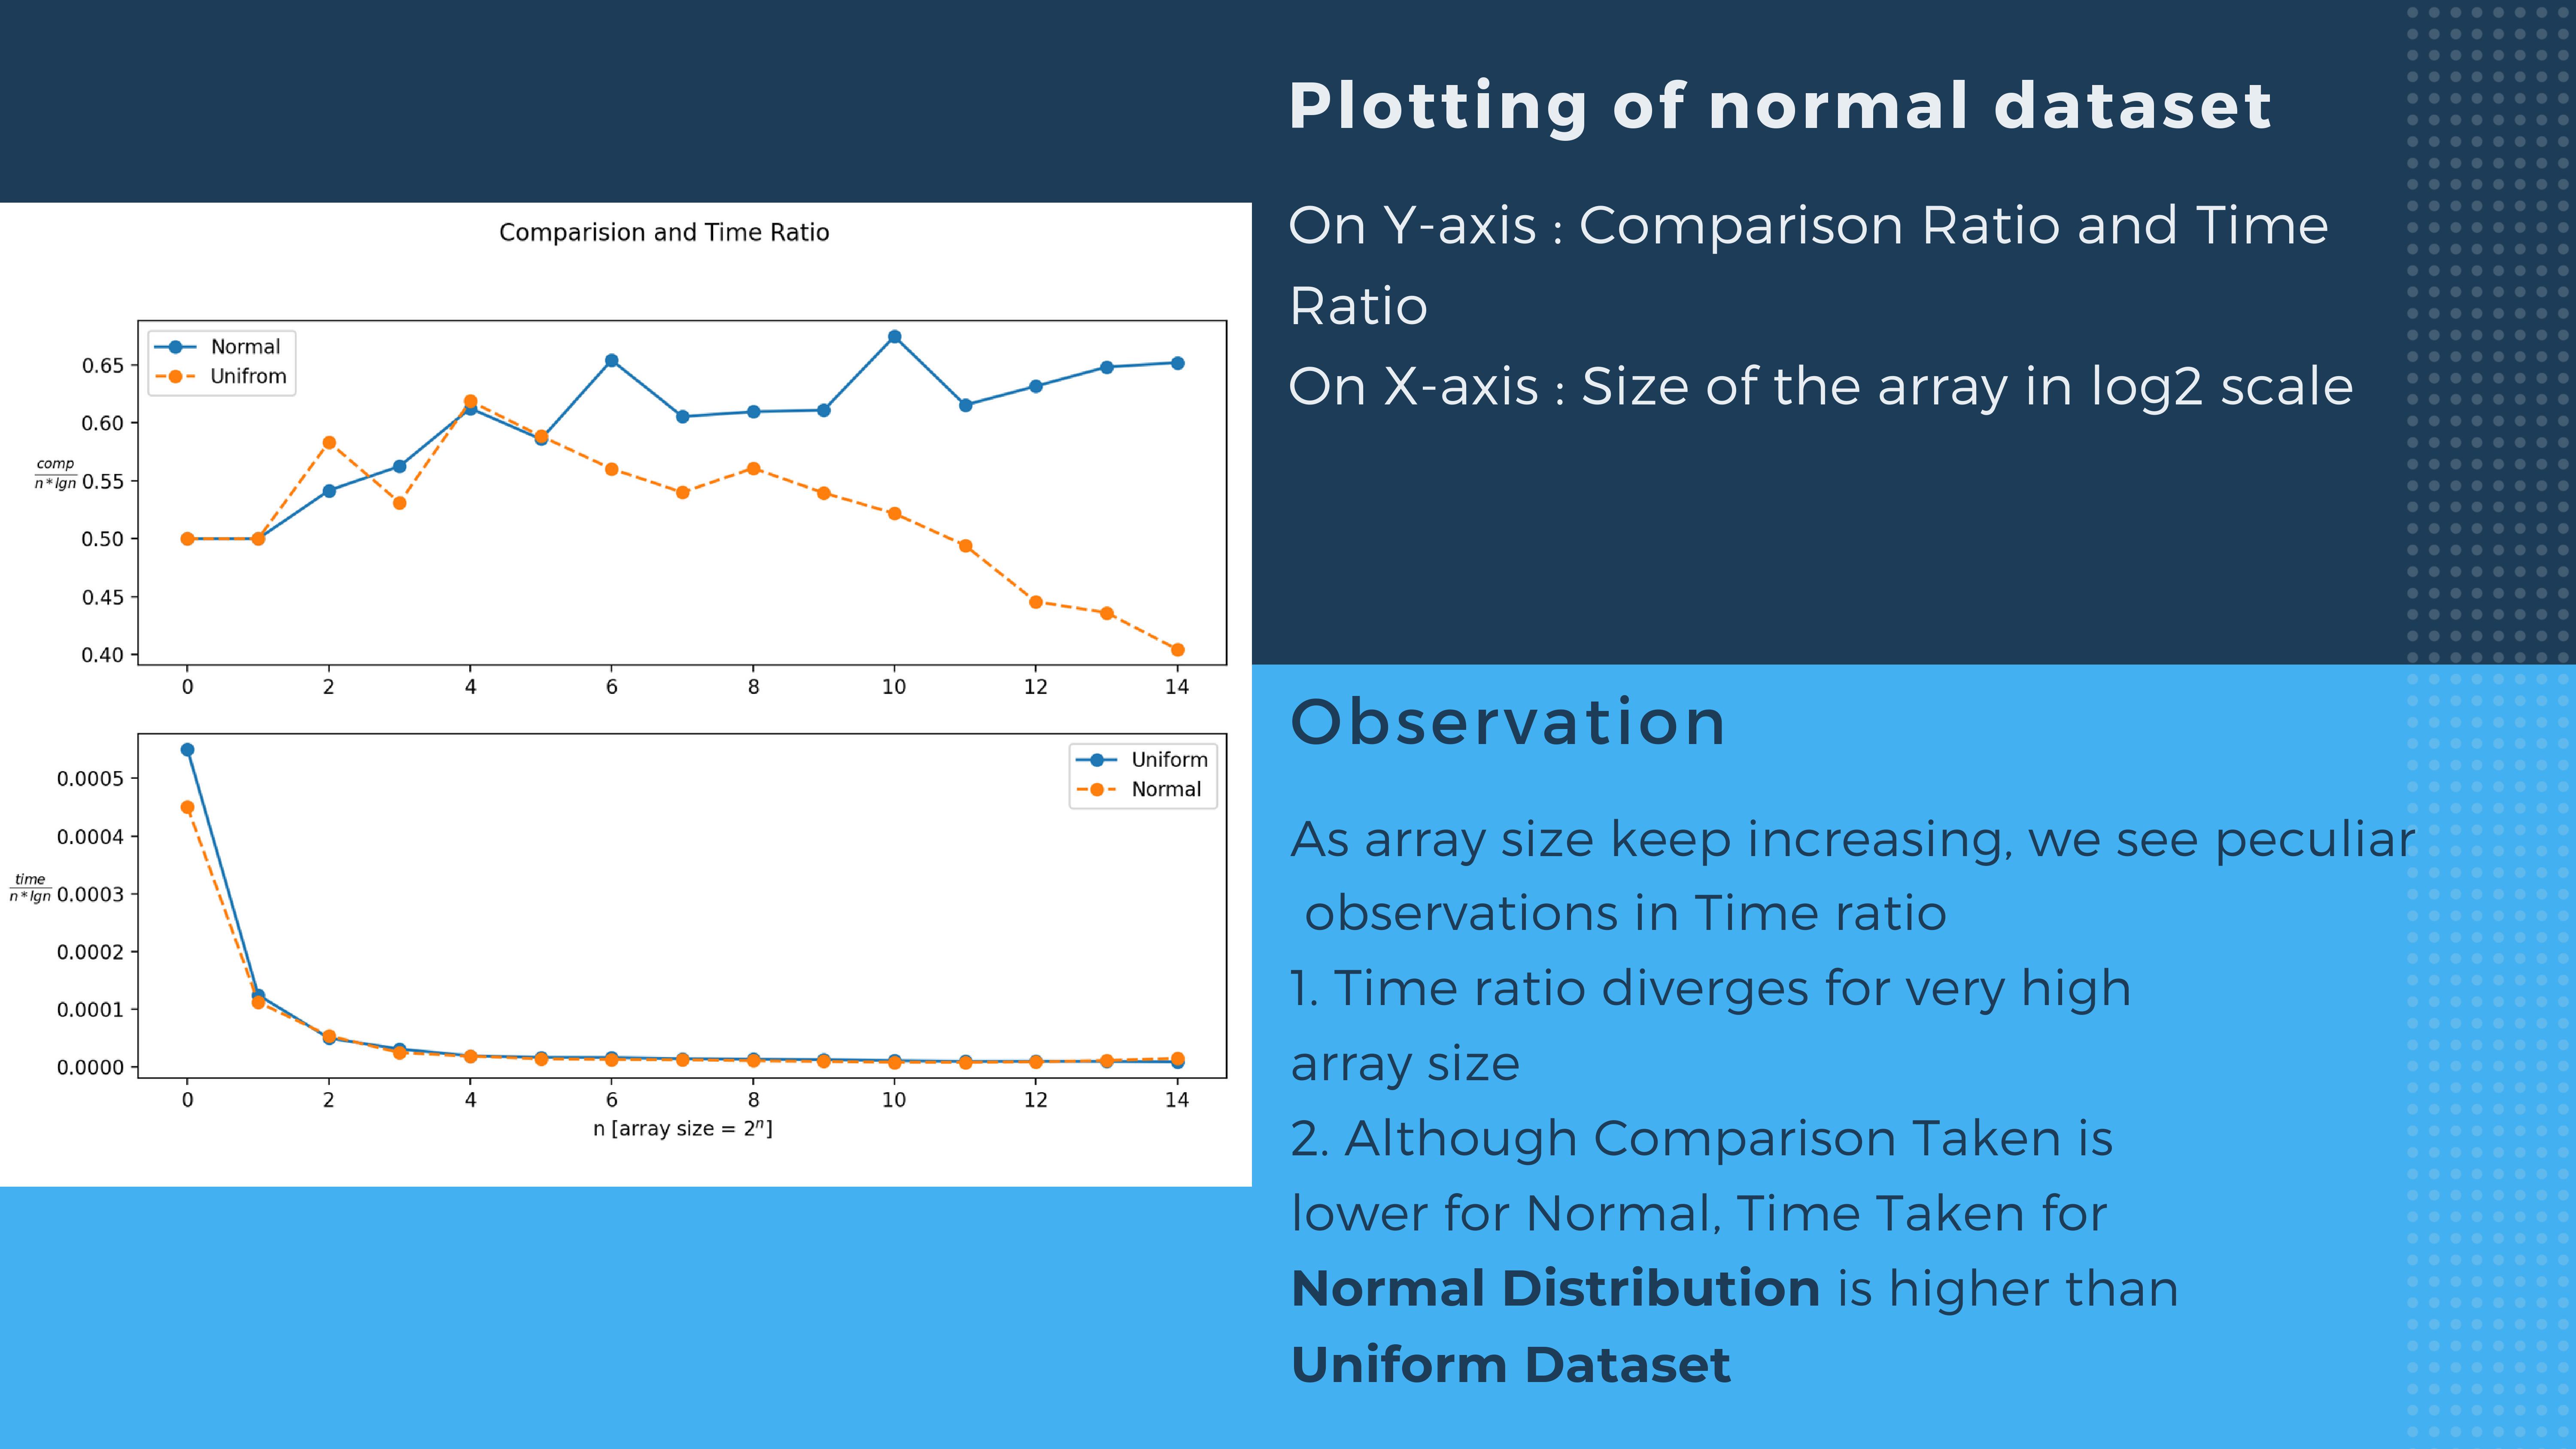 Plotting of normal dataset
On Y-axis : Comparison Ratio and Time
Ratio
On X-axis : Size of the array in log2 scale
Comparision and Time Ratio
Normal
Unifrom
0.65
0.60
0.55
0.50
0.45
0.40
comp
n*lgn
0 2 4 6 8 10 12 14
Uniform
Normal
0.0005
0.0004
0.0003
0.0002
0.0001
0.0000
time
n*lgn
0 2 4 6 8 10 12 14
n [array size = 2ⁿ]
Observation
As array size keep increasing, we see peculiar
observations in Time ratio
1. Time ratio diverges for very high
array size
2. Although Comparison Taken is
lower for Normal, Time Taken for
Normal Distribution is higher than
Uniform Dataset